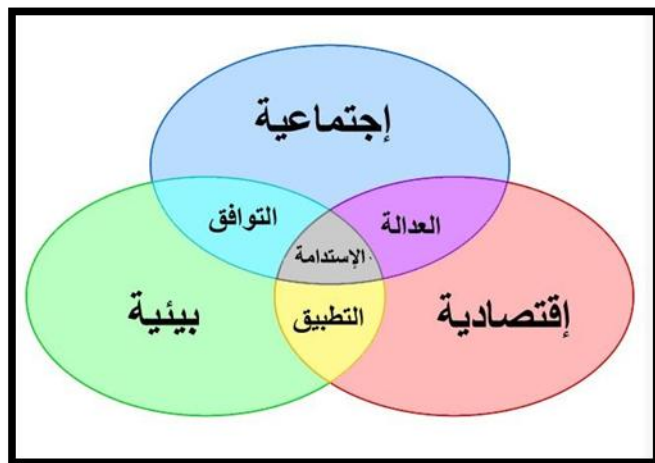 إجتماعية
العدالة
التوافق
الإستدامة
إقتصادية
التطبيق
بيئية